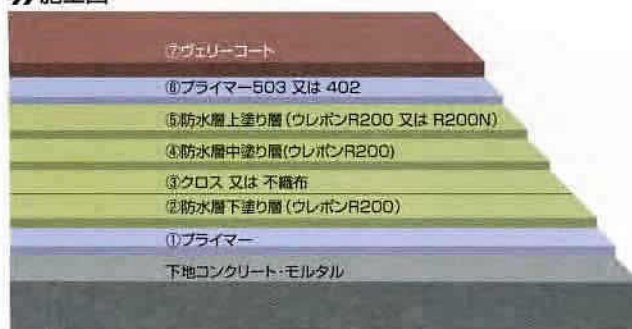 ⑦ヴェリーコート
⑥プライマー503 又は 402
⑤防水層上塗り層(ウレポンR200 又は R200N)
④防水層中塗り層(ウレポンR200)
③クロス 又は 不織布
②防水層下塗り層(ウレポンR200)
①プライマー
下地コンクリート・モルタル